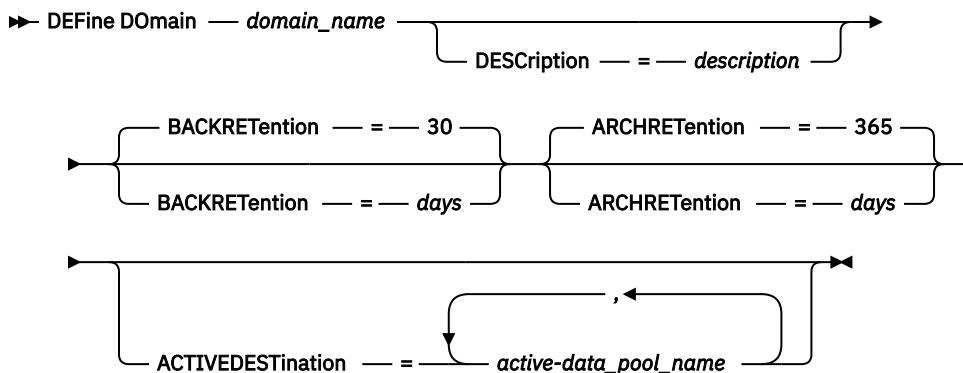 DEFine DOmain domain_name
DESCription = description
BACKRETention = 30 ARCHRETention = 365
BACKRETention = days ARCHRETention = days
,
ACTIVEDESTination = active-data_pool_name